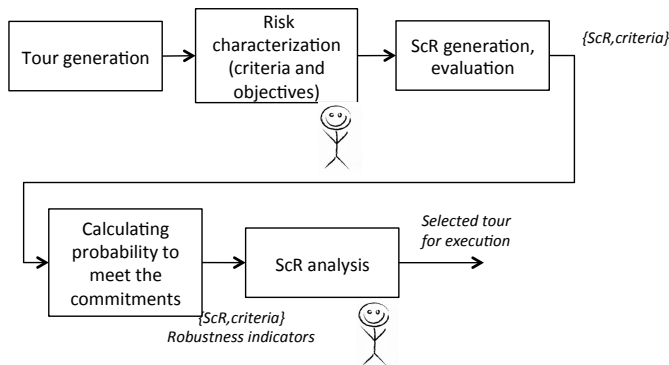 Tour generation
Risk
characterization
(criteria and
objectives)
ScR generation,
evaluation
{ScR,criteria}
Calculating
probability to
meet the
commitments
ScR analysis
Selected tour
for execution
{ScR,criteria}
Robustness indicators